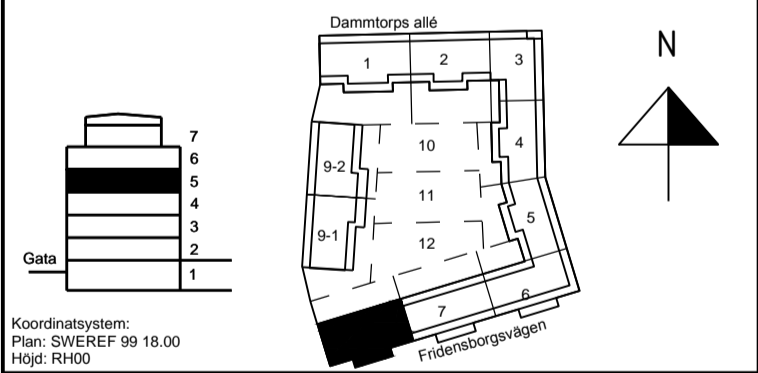 Dammtorps allé
N
1
2
3
4
5
6
7
9-2
9-1
10
11
12
Fridensborgsvägen
7
6
5
4
3
2
1
Gata
Koordinatsystem:
Plan: SWEREF 99 18.00
Höjd: RH00